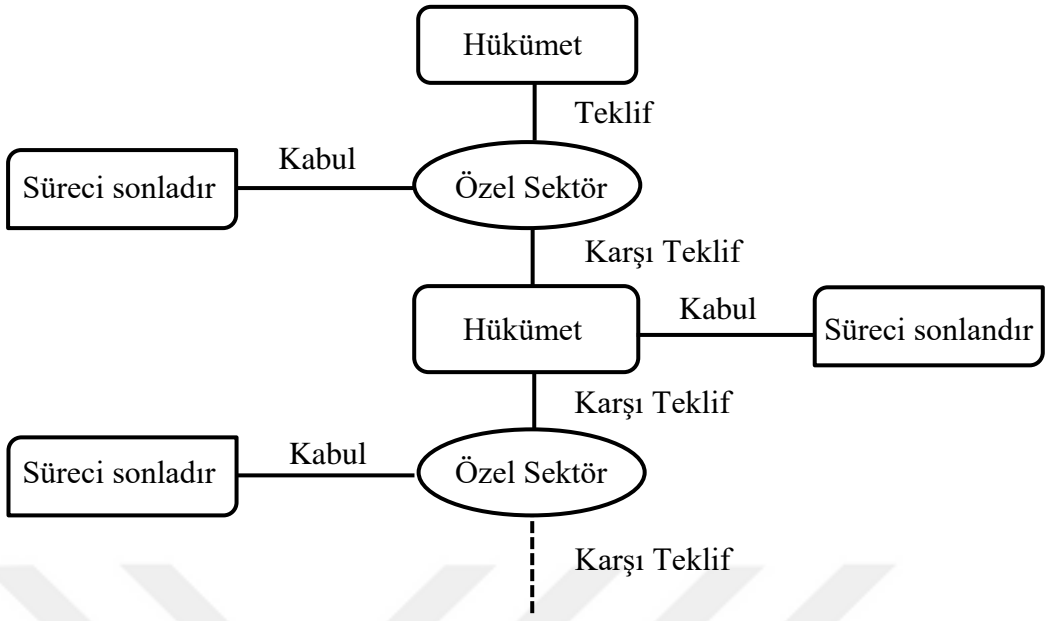 Hükümet
Teklif
Kabul
Süreci sonladır
Özel Sektör
Karşı Teklif
Kabul
Hükümet
Süreci sonlandır
Karşı Teklif
Kabul
Süreci sonladır
Özel Sektör
Karşı Teklif